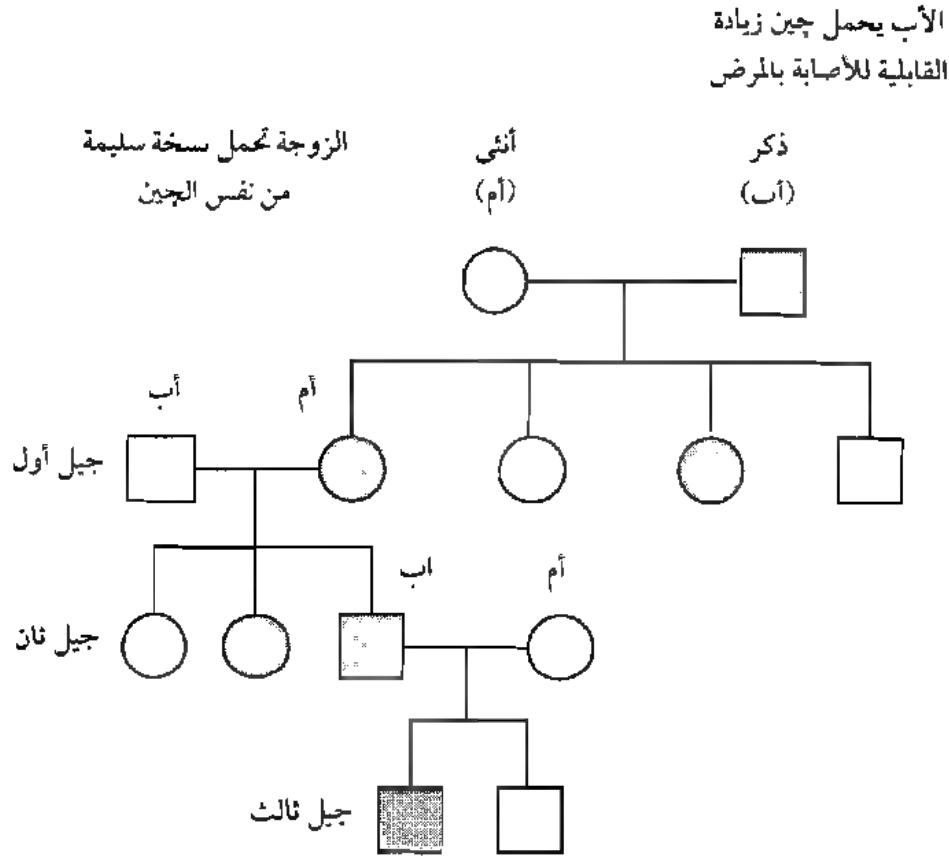 الأب يحمل جين زيادة
القابلية للأصابة بالمرض
ذكر
(أب)
أنثى
(أم)
الزوجة تحمل نسخة سليمة
من نفس الجين
أم
أب
جيل أول
أم
اب
جيل ثان
جيل ثالث